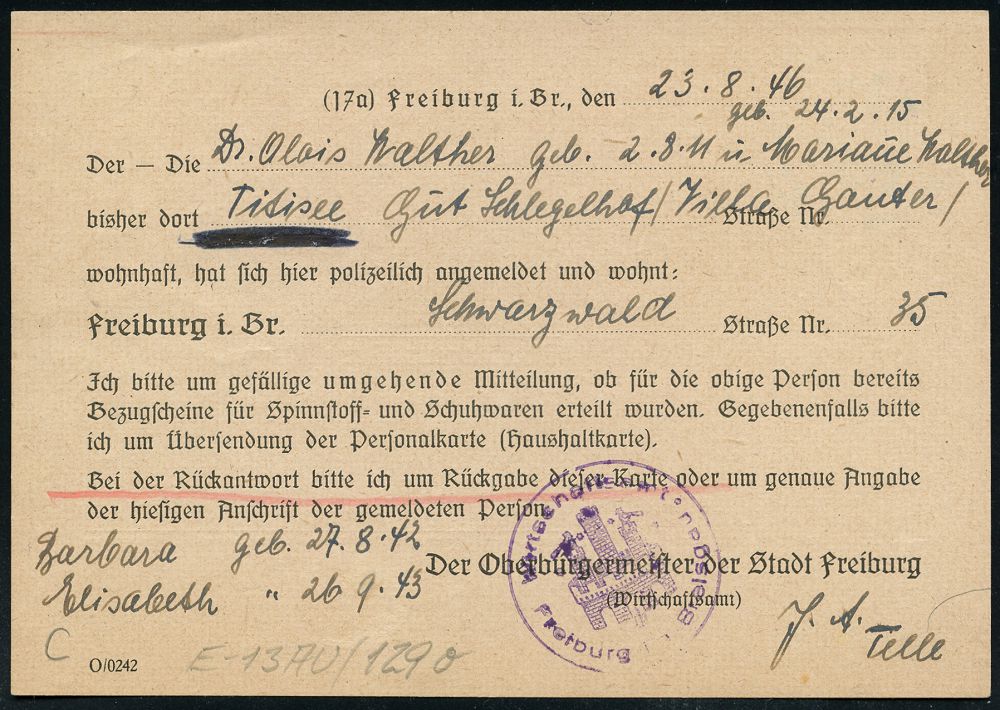 (17a) Freiburg i. Br., den 23. 8. 46
geb. 24.2.15
Der — Die Dr. Alois Walther geb. 2.8.11 u Marianne Walther
bisher dort Titisee Gut Schlegelhof / Villa Ganter / Straße Nr.
wohnhaft, hat sich hier polizeilich angemeldet und wohnt:
Freiburg i. Br. Schwarzwald Straße Nr. 35
Ich bitte um gefällige umgehende Mitteilung, ob für die obige Person bereits
Bezugscheine für Spinnstoff- und Schuhwaren erteilt wurden. Gegebenenfalls bitte
ich um Übersendung der Personalkarte (Haushaltkarte).
Bei der Rückantwort bitte ich um Rückgabe dieser Karte oder um genaue Angabe
der hiesigen Anschrift der gemeldeten Person.
Barbara geb. 27.8.42
Der Oberbürgermeister der Stadt Freiburg
Elisabeth " 26 9.43
(Wirtschaftsamt)
Wirtschaftsamt
Freiburg Breisgau
J. A.
C O/0242 E-13AU/1290